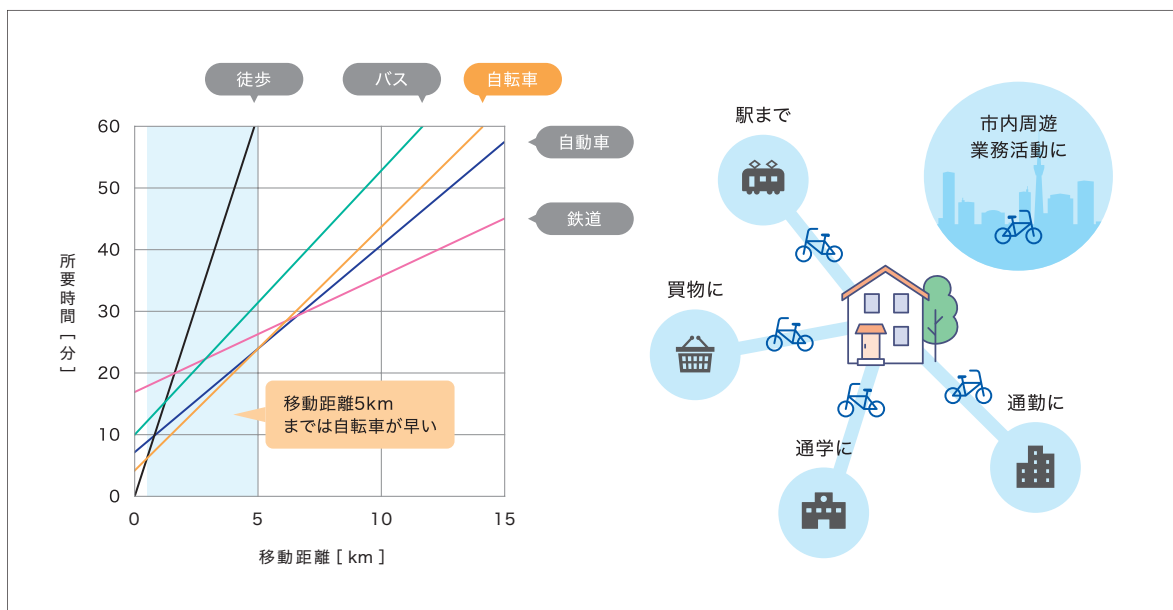 徒歩
バス
自転車
自動車
鉄道
所要時間[分]
60
50
40
30
20
10
0
0
5
10
15
移動距離[km]
移動距離5km
までは自転車が早い
駅まで
市内周遊
業務活動に
買物に
通学に
通勤に